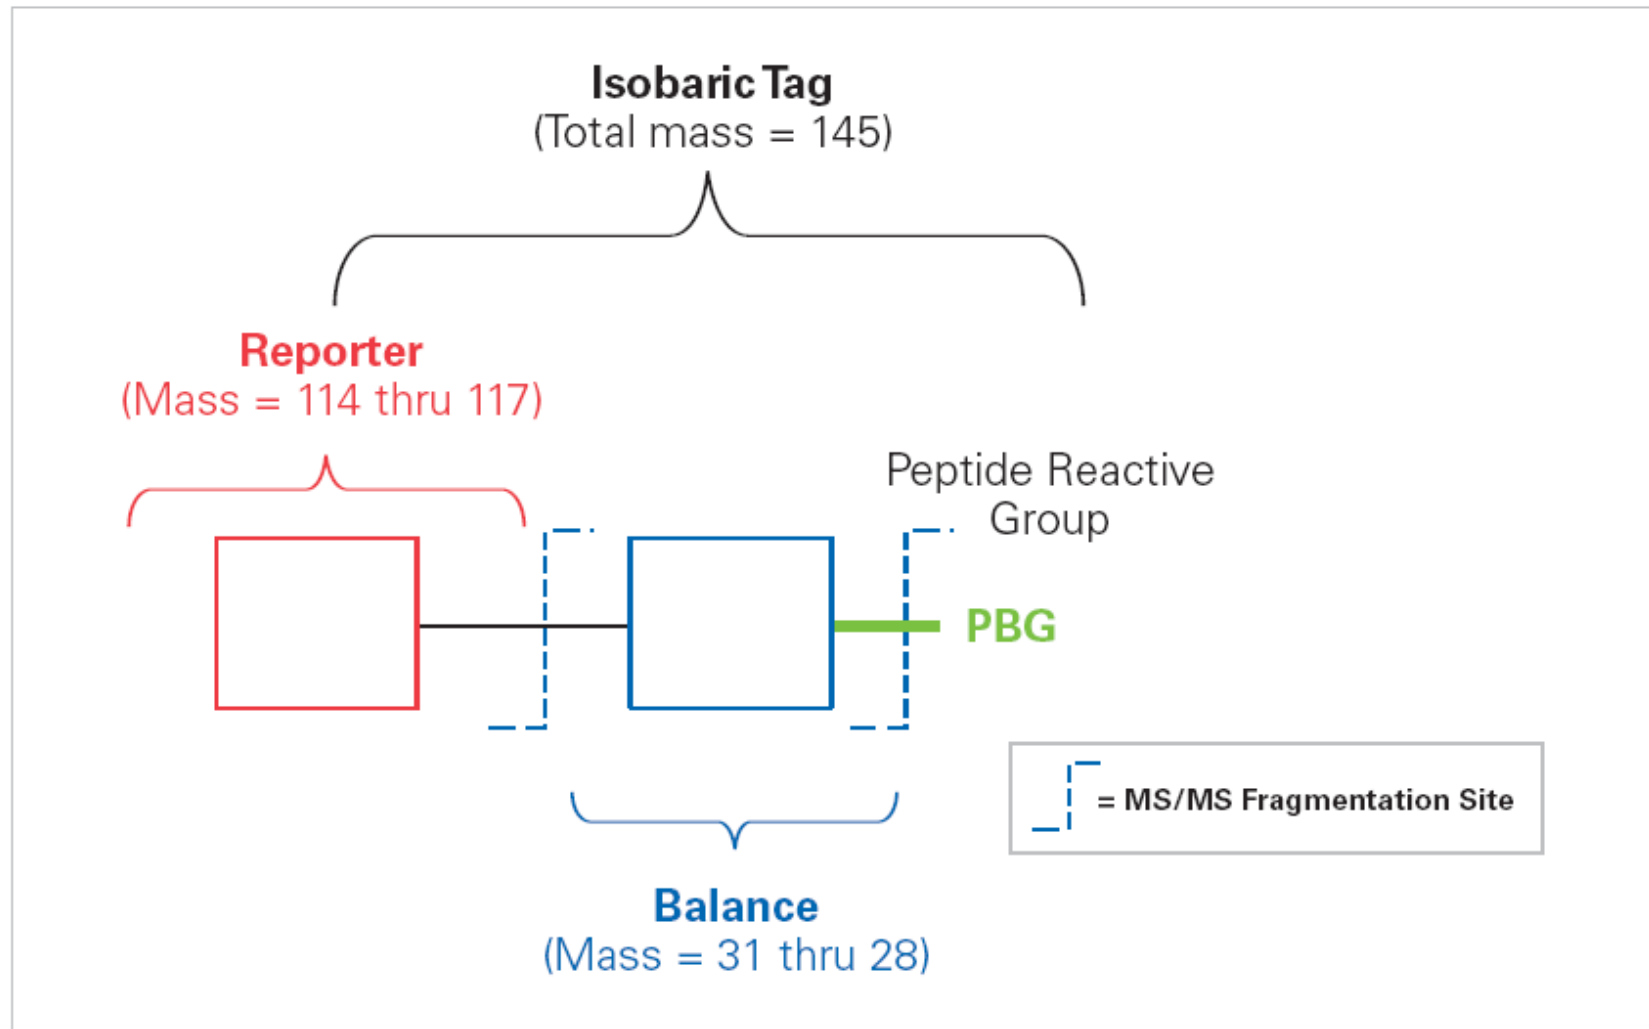 Isobaric Tag
(Total mass = 145)
Reporter
(Mass = 114 thru 117)
Peptide Reactive
Group
PBG
= MS/MS Fragmentation Site
Balance
(Mass = 31 thru 28)